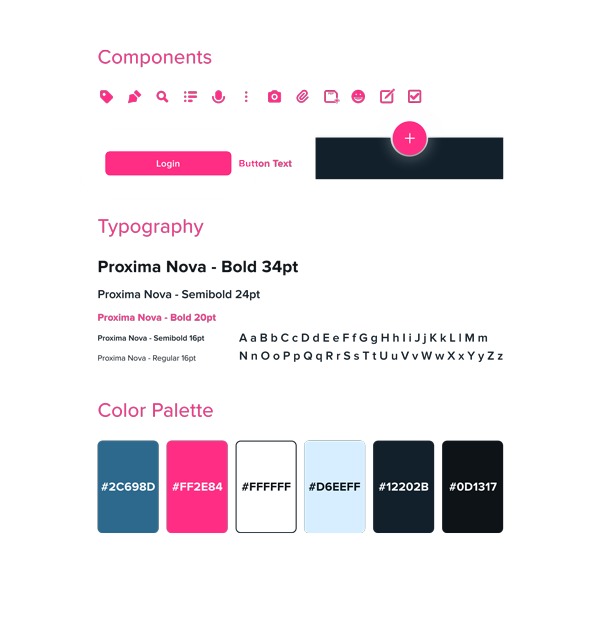 Components
+
Login
Button Text
Typography
Proxima Nova - Bold 34pt
Proxima Nova - Semibold 24pt
Proxima Nova - Bold 20pt
Proxima Nova - Semibold 16pt
Proxima Nova - Regular 16pt
A a B b C c D d E e F f G g H h I i J j K k L l M m
N n O o P p Q q R r S s T t U u V v W w X x Y y Z z
Color Palette
#2C698D
#FF2E84
#FFFFFF
#D6EEFF
#12202B
#0D1317